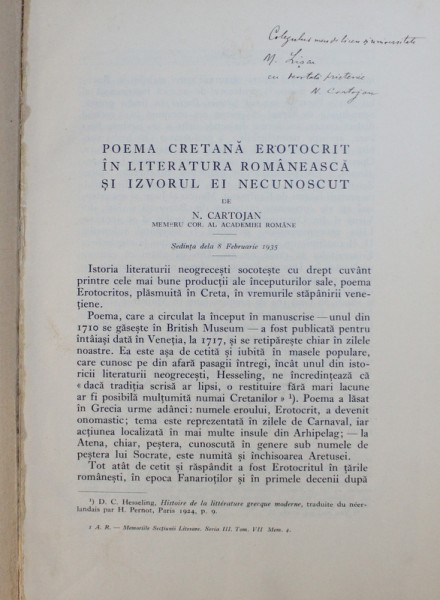 Colegului meu de liceu și universitate
M.
cu
N. Cartojan
POEMA CRETANĂ EROTOCRIT
ÎN LITERATURA ROMÂNEASCĂ
ȘI IZVORUL EI NECUNOSCUT
DE
N. CARTOJAN
MEMBRU COR. AL ACADEMIEI ROMÂNE
Ședința dela 8 Februarie 1935
Istoria literaturii neogrecești socotește cu drept cuvânt
printre cele mai bune producții ale începuturilor sale, poema
Erotocritos, plăsmuită în Creta, în vremurile stăpânirii vene-
țiene.
Poema, care a circulat la început în manuscrise — unul din
1710 se găsește în British Museum — a fost publicată pentru
întâiași dată în Veneția, la 1717, și se retipărește chiar în zilele
noastre. Ea este așa de cetită și iubită în masele populare,
care cunosc pe din afară pasagii întregi, încât unul din isto-
ricii literaturii neogrecești, Hesseling, ne încredințează că
« dacă tradiția scrisă ar lipsi, o restituire fără mari lacune
ar fi posibilă mulțumită numai Cretanilor » ¹). Poema a lăsat
în Grecia urme adânci: numele eroului, Erotocrit, a devenit
onomastic; tema este reprezentată în zilele de Carnaval, iar
acțiunea localizată în mai multe insule din Arhipelag; — la
Atena, chiar, peștera, cunoscută în genere sub numele de
peștera lui Socrate, este numită și închisoarea Aretusei.
Tot atât de cetit și răspândit a fost Erotocritul în țările
românești, în epoca Fanarioților și în primele decenii după
¹) D. C. Hesseling, Histoire de la littérature grecque moderne, traduite du néer-
landais par H. Pernot, Paris 1924, p. 9.
1 A. R. — Memoriile Secțiunii Literare. Seria III. Tom. VII Mem. 4.